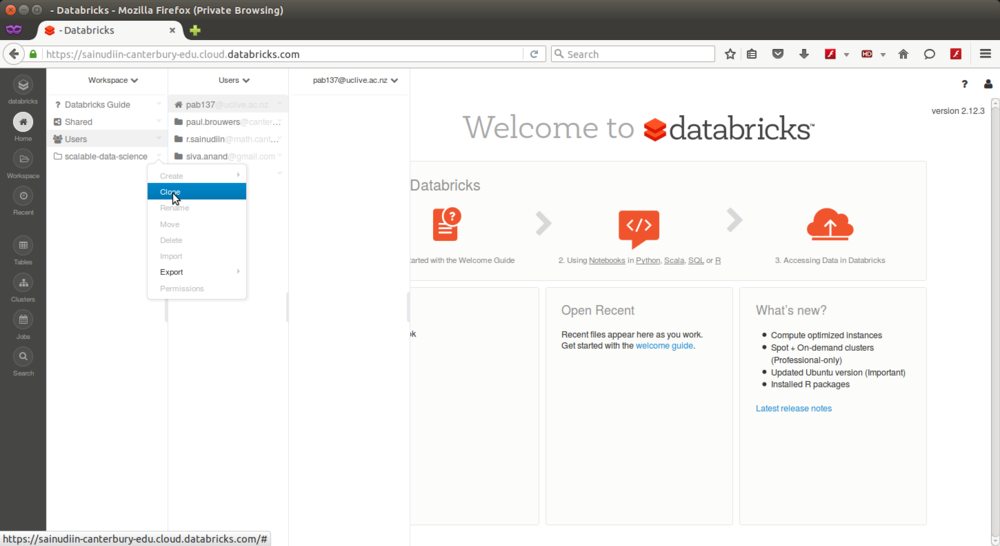 - Databricks - Mozilla Firefox (Private Browsing)
- Databricks
https://sainudiin-canterbury-edu.cloud.databricks.com
Search
databricks
Home
Workspace
Recent
Tables
Clusters
Jobs
Search
Workspace
Databricks Guide
Shared
Users
scalable-data-science
Create
Clone
Rename
Move
Delete
Import
Export
Permissions
Users
pab137@uclive.ac.nz
paul.brouwers@canter...
r.sainudiin@math.cant...
siva.anand@gmail.com
pab137@uclive.ac.nz
?
version 2.12.3
Welcome to databricks™
Databricks
tarted with the Welcome Guide
2. Using Notebooks in Python, Scala, SQL or R
3. Accessing Data in Databricks
ok
Open Recent
Recent files appear here as you work.
Get started with the welcome guide.
What's new?
Compute optimized instances
Spot + On-demand clusters
(Professional-only)
Updated Ubuntu version (Important)
Installed R packages
Latest release notes
https://sainudiin-canterbury-edu.cloud.databricks.com/#